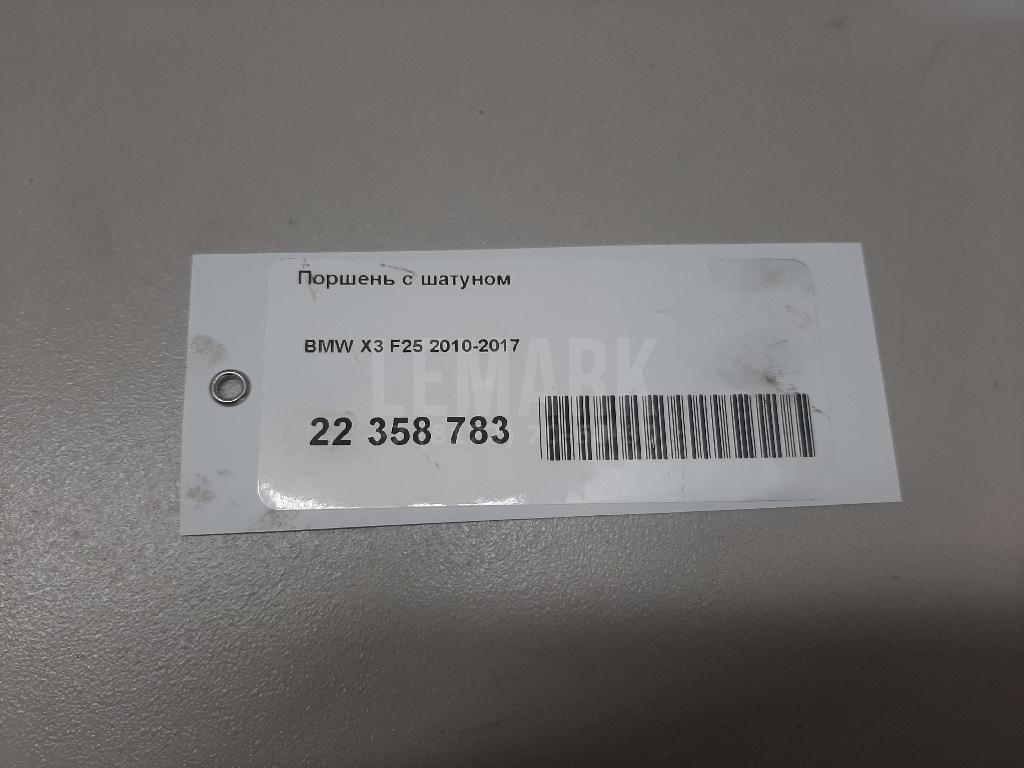 Поршень с шатуном
BMW X3 F25 2010-2017
LEMARK
22 358 783